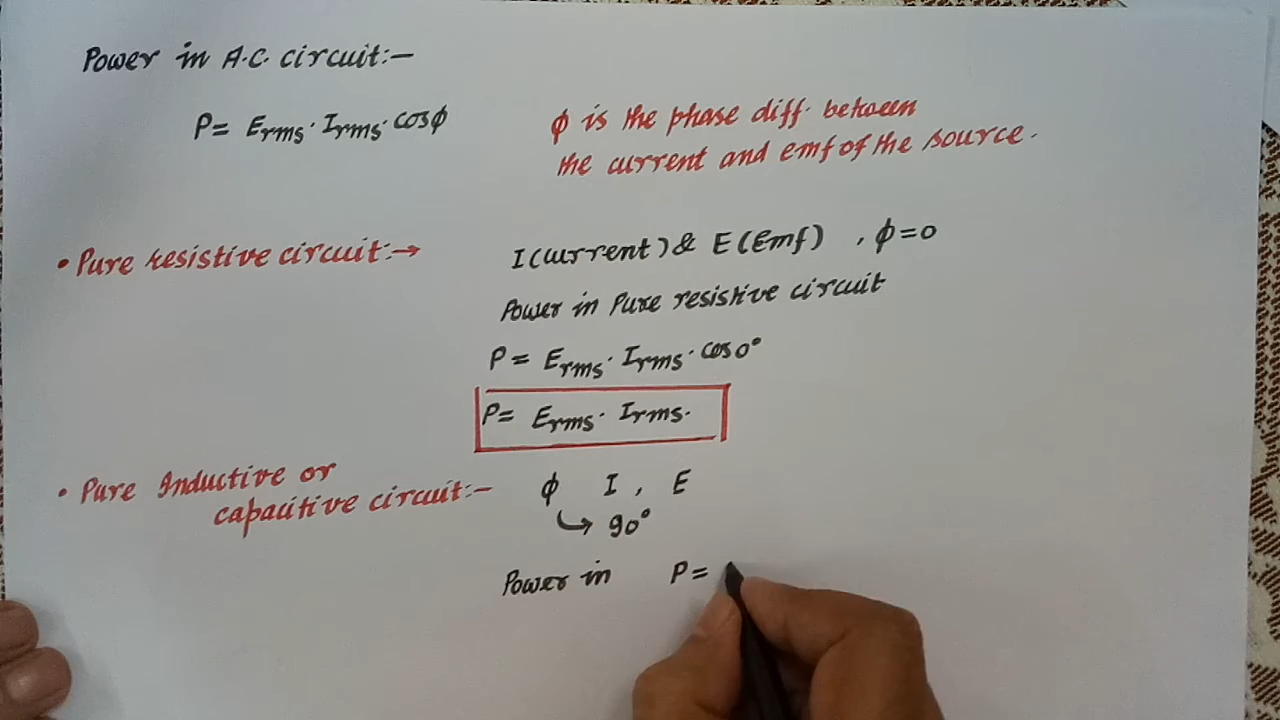 Power in A.C. circuit:-
P= Erms. Irms. cosϕ
ϕ is the phase diff. between
the current and emf of the source.
• Pure resistive circuit:→
I(current) & E (Emf) , ϕ=0
Power in Pure resistive circuit
P = Erms. Irms. cos0°
P= Erms. Irms.
• Pure Inductive or
capacitive circuit:-
ϕ I, E
↳ 90°
Power in P=